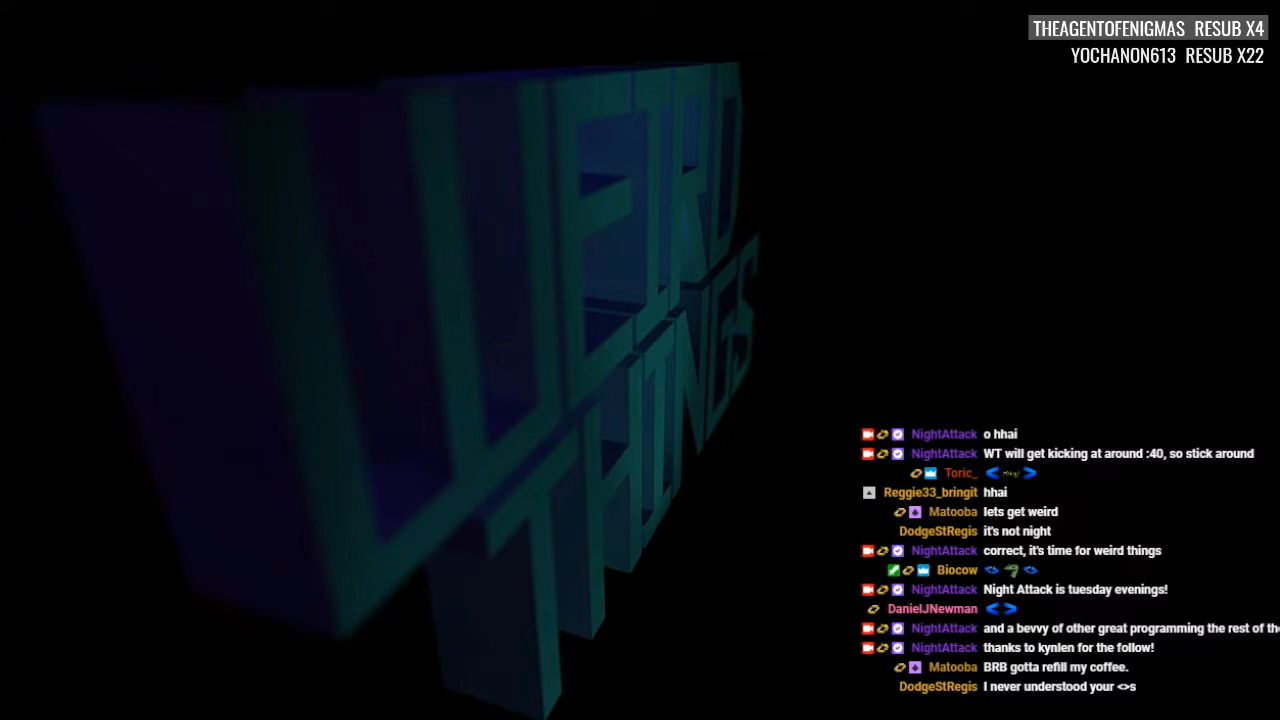 THEAGENTOFENIGMAS RESUB X4
YOCHANON613 RESUB X22
WEIRD
THINGS
NightAttack o hhai
NightAttack WT will get kicking at around :40, so stick around
Toric_
Reggie33_bringit hhai
Matooba lets get weird
DodgeStRegis it's not night
NightAttack correct, it's time for weird things
Biocow
NightAttack Night Attack is tuesday evenings!
DanielJNewman
NightAttack and a bevvy of other great programming the rest of
NightAttack thanks to kynlen for the follow!
Matooba BRB gotta refill my coffee.
DodgeStRegis I never understood your <>s